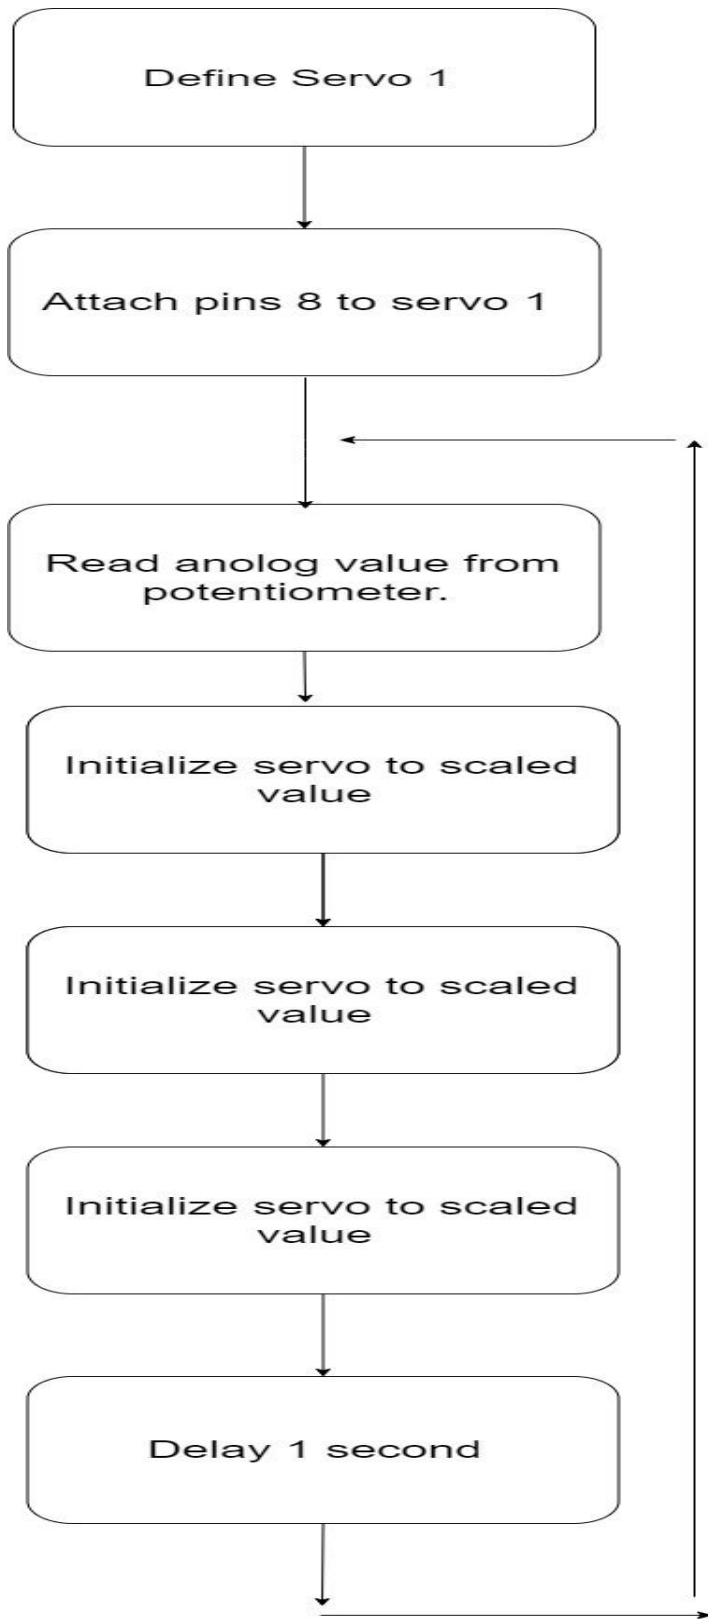 Define Servo 1
Attach pins 8 to servo 1
Read anolog value from
potentiometer.
Initialize servo to scaled
value
Initialize servo to scaled
value
Initialize servo to scaled
value
Delay 1 second